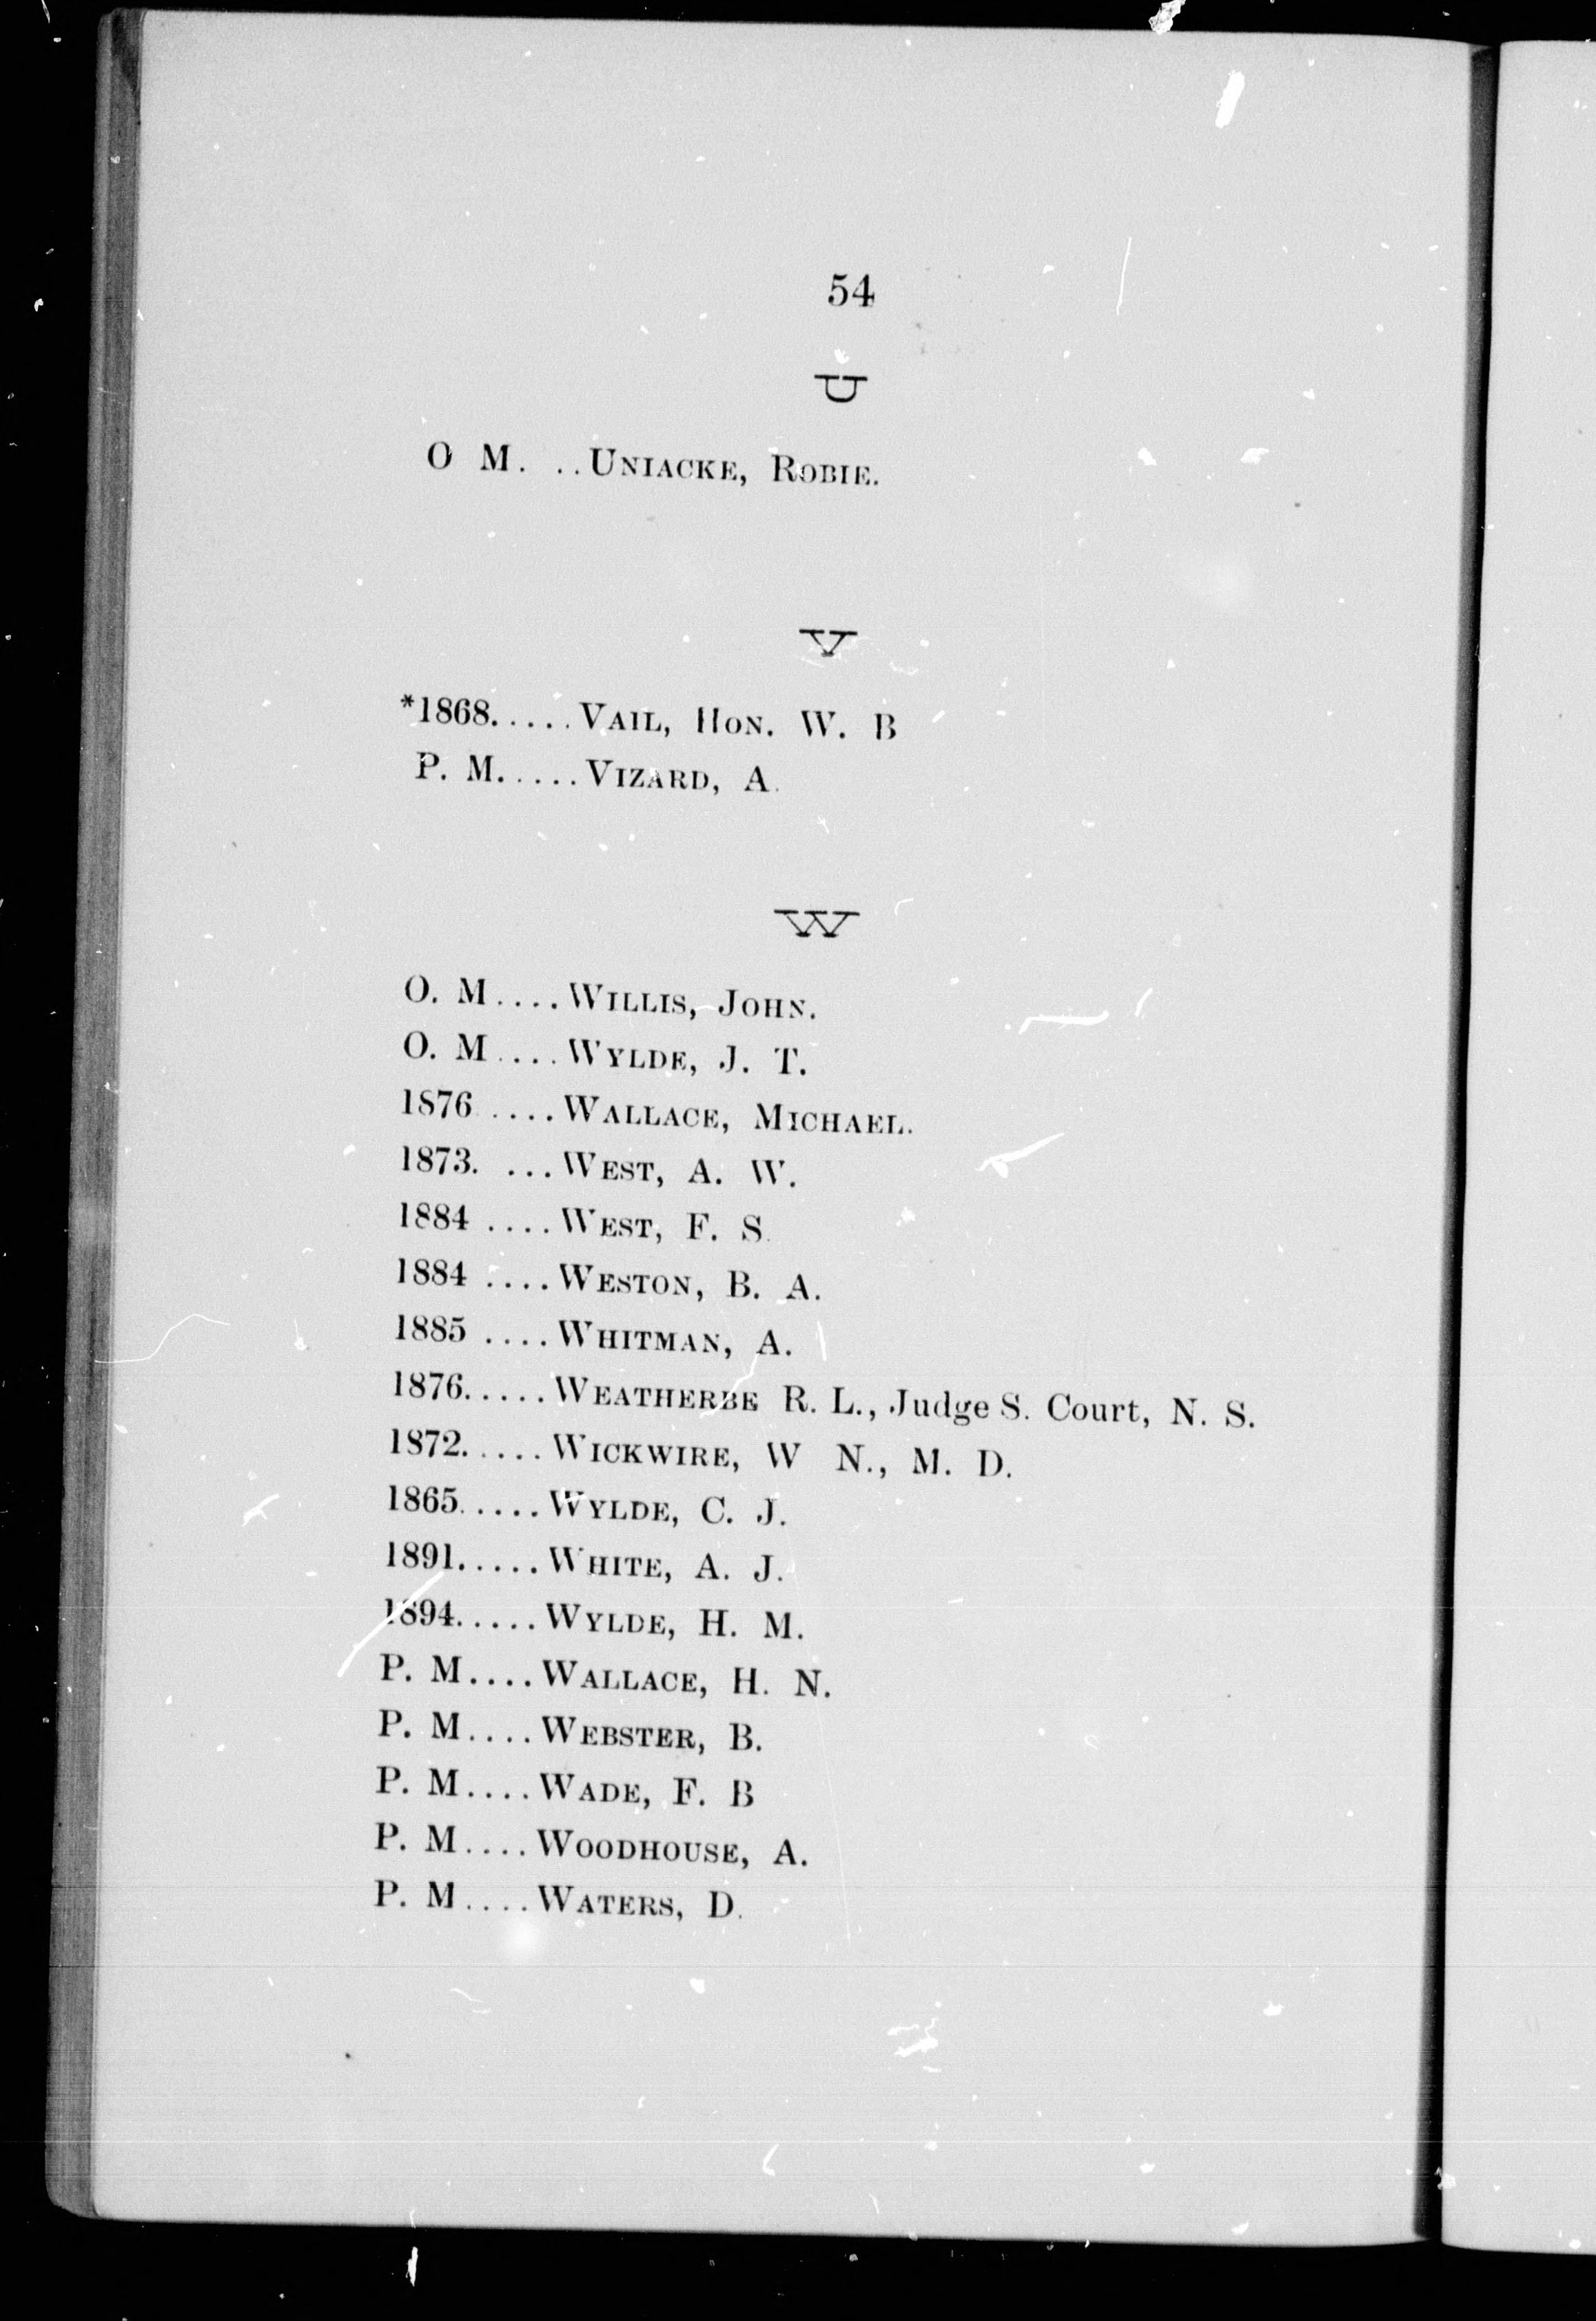 54
U
O M. ..UNIACKE, ROBIE.
V
*1868.....VAIL, HON. W. B
P. M.....VIZARD, A.
W
O. M....WILLIS, JOHN.
O. M....WYLDE, J. T.
1876 ....WALLACE, MICHAEL.
1873. ...WEST, A. W.
1884 ....WEST, F. S.
1884 ....WESTON, B. A.
1885 ....WHITMAN, A.
1876.....WEATHERBE R. L., Judge S. Court, N. S.
1872.....WICKWIRE, W N., M. D.
1865.....WYLDE, C. J.
1891.....WHITE, A. J.
1894.....WYLDE, H. M.
P. M....WALLACE, H. N.
P. M....WEBSTER, B.
P. M....WADE, F. B
P. M....WOODHOUSE, A.
P. M....WATERS, D.